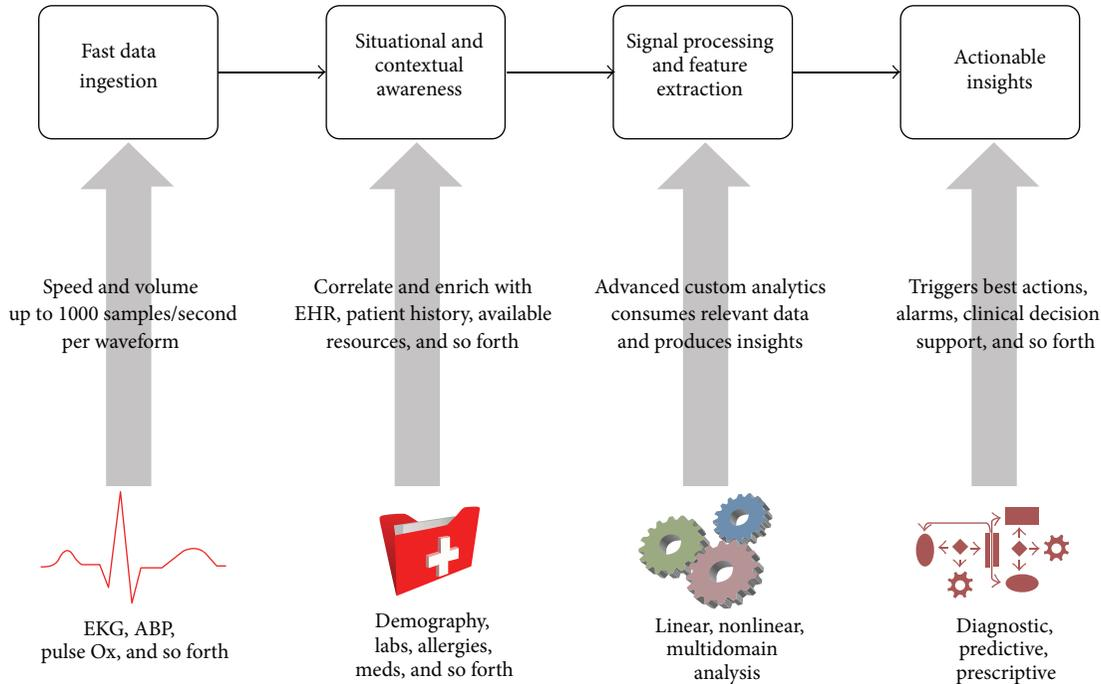 Fast data
ingestion
Situational and
contextual
awareness
Signal processing
and feature
extraction
Actionable
insights
Speed and volume
up to 1000 samples/second
per waveform
Correlate and enrich with
EHR, patient history, available
resources, and so forth
Advanced custom analytics
consumes relevant data
and produces insights
Triggers best actions,
alarms, clinical decision
support, and so forth
EKG, ABP,
pulse Ox, and so forth
Demography,
labs, allergies,
meds, and so forth
Linear, nonlinear,
multidomain
analysis
Diagnostic,
predictive,
prescriptive